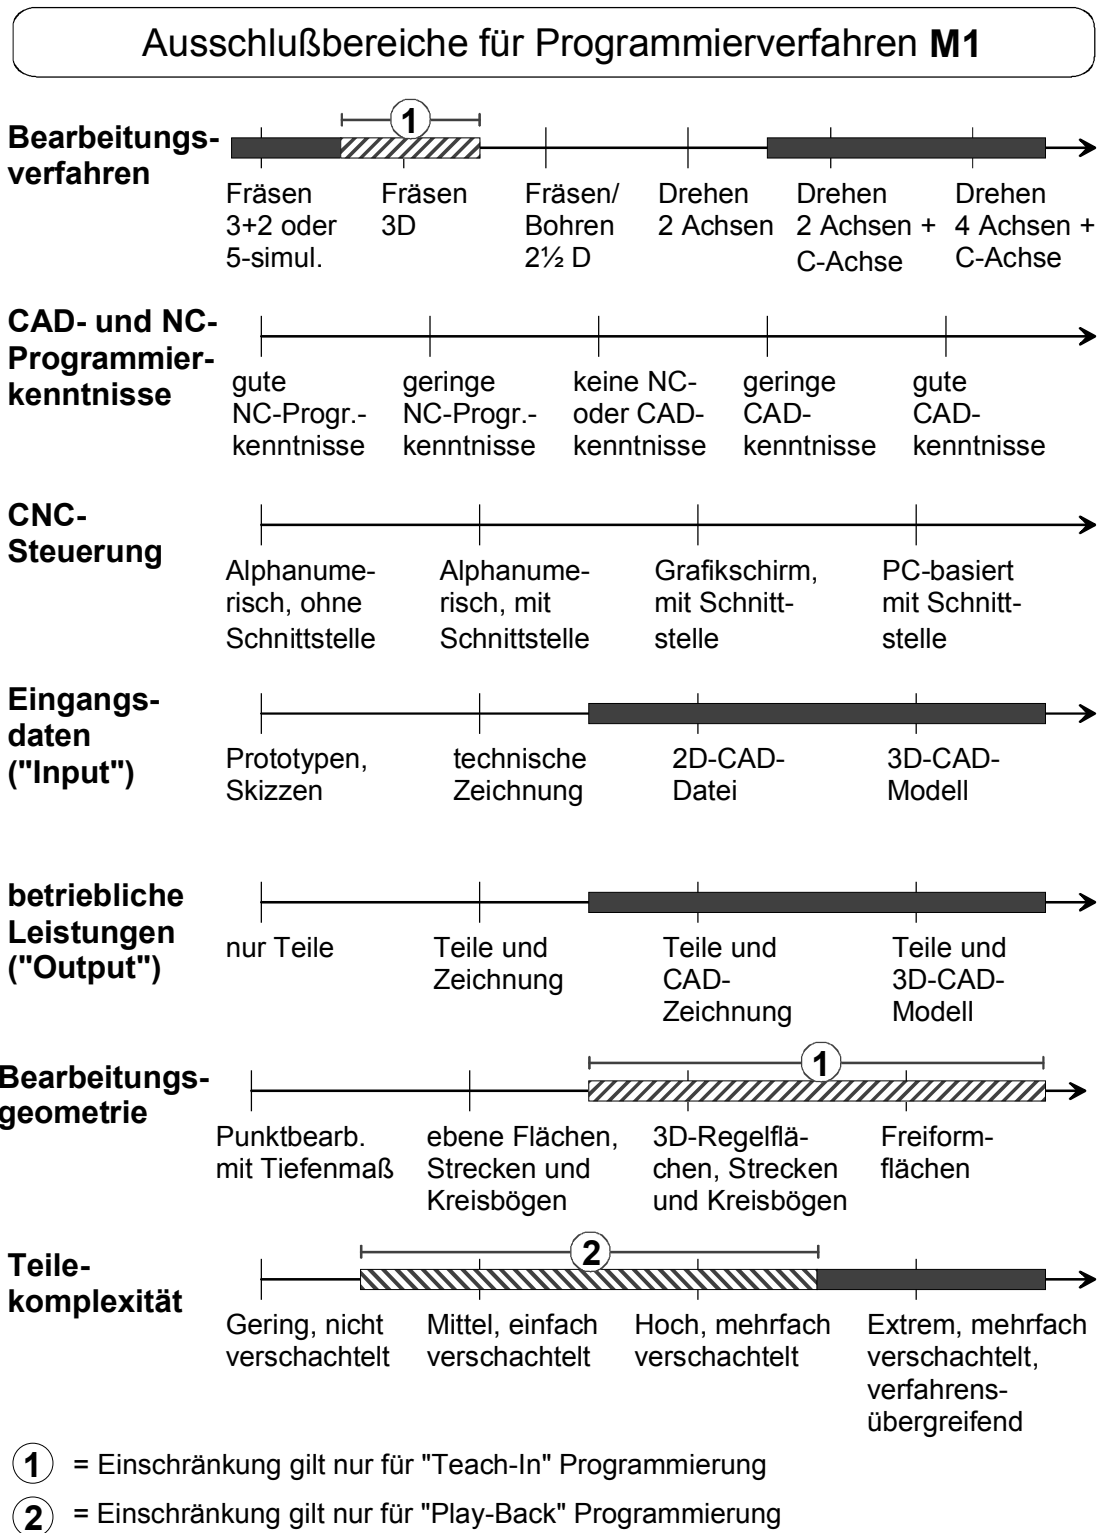 Ausschlußbereiche für Programmierverfahren M1
1
Bearbeitungs-
verfahren
Fräsen
3+2 oder
5-simul.
Fräsen
3D
Fräsen/
Bohren
2½ D
Drehen
2 Achsen
Drehen
2 Achsen +
C-Achse
Drehen
4 Achsen +
C-Achse
CAD- und NC-
Programmier-
kenntnisse
gute
NC-Progr.-
kenntnisse
geringe
NC-Progr.-
kenntnisse
keine NC-
oder CAD-
kenntnisse
geringe
CAD-
kenntnisse
gute
CAD-
kenntnisse
CNC-
Steuerung
Alphanume-
risch, ohne
Schnittstelle
Alphanume-
risch, mit
Schnittstelle
Grafikschirm,
mit Schnitt-
stelle
PC-basiert
mit Schnitt-
stelle
Eingangs-
daten
("Input")
Prototypen,
Skizzen
technische
Zeichnung
2D-CAD-
Datei
3D-CAD-
Modell
betriebliche
Leistungen
("Output")
nur Teile
Teile und
Zeichnung
Teile und
CAD-
Zeichnung
Teile und
3D-CAD-
Modell
1
Bearbeitungs-
geometrie
Punktbearb.
mit Tiefenmaß
ebene Flächen,
Strecken und
Kreisbögen
3D-Regelflä-
chen, Strecken
und Kreisbögen
Freiform-
flächen
2
Teile-
komplexität
Gering, nicht
verschachtelt
Mittel, einfach
verschachtelt
Hoch, mehrfach
verschachtelt
Extrem, mehrfach
verschachtelt,
verfahrens-
übergreifend
1 = Einschränkung gilt nur für "Teach-In" Programmierung
2 = Einschränkung gilt nur für "Play-Back" Programmierung